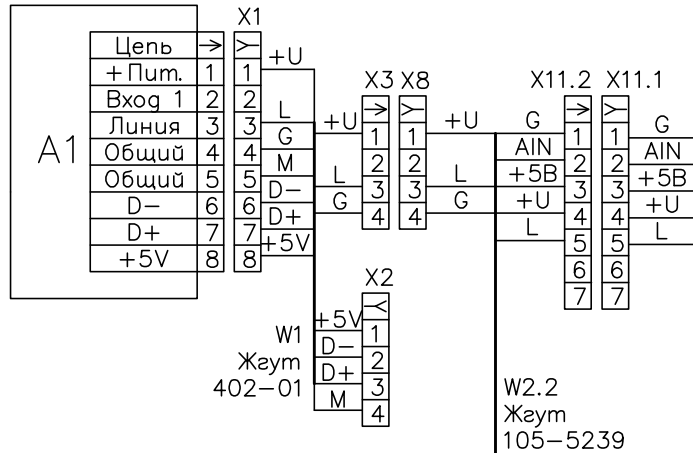 X1
Цепь
+Пит. 1 1 +U
Вход 1 2 2
Линия 3 3 L
Общий 4 4 G
Общий 5 5 M
D− 6 6 D−
D+ 7 7 D+
+5V 8 8 +5V
A1
X3 X8
+U 1 1 +U
2 2
L 3 3 L
G 4 4 G
X11.2 X11.1
G 1 1 G
AIN 2 2 AIN
+5В 3 3 +5В
+U 4 4 +U
L 5 5 L
6 6
7 7
X2
+5V 1
D− 2
D+ 3
M 4
W1
Жгут
402−01
W2.2
Жгут
105−5239